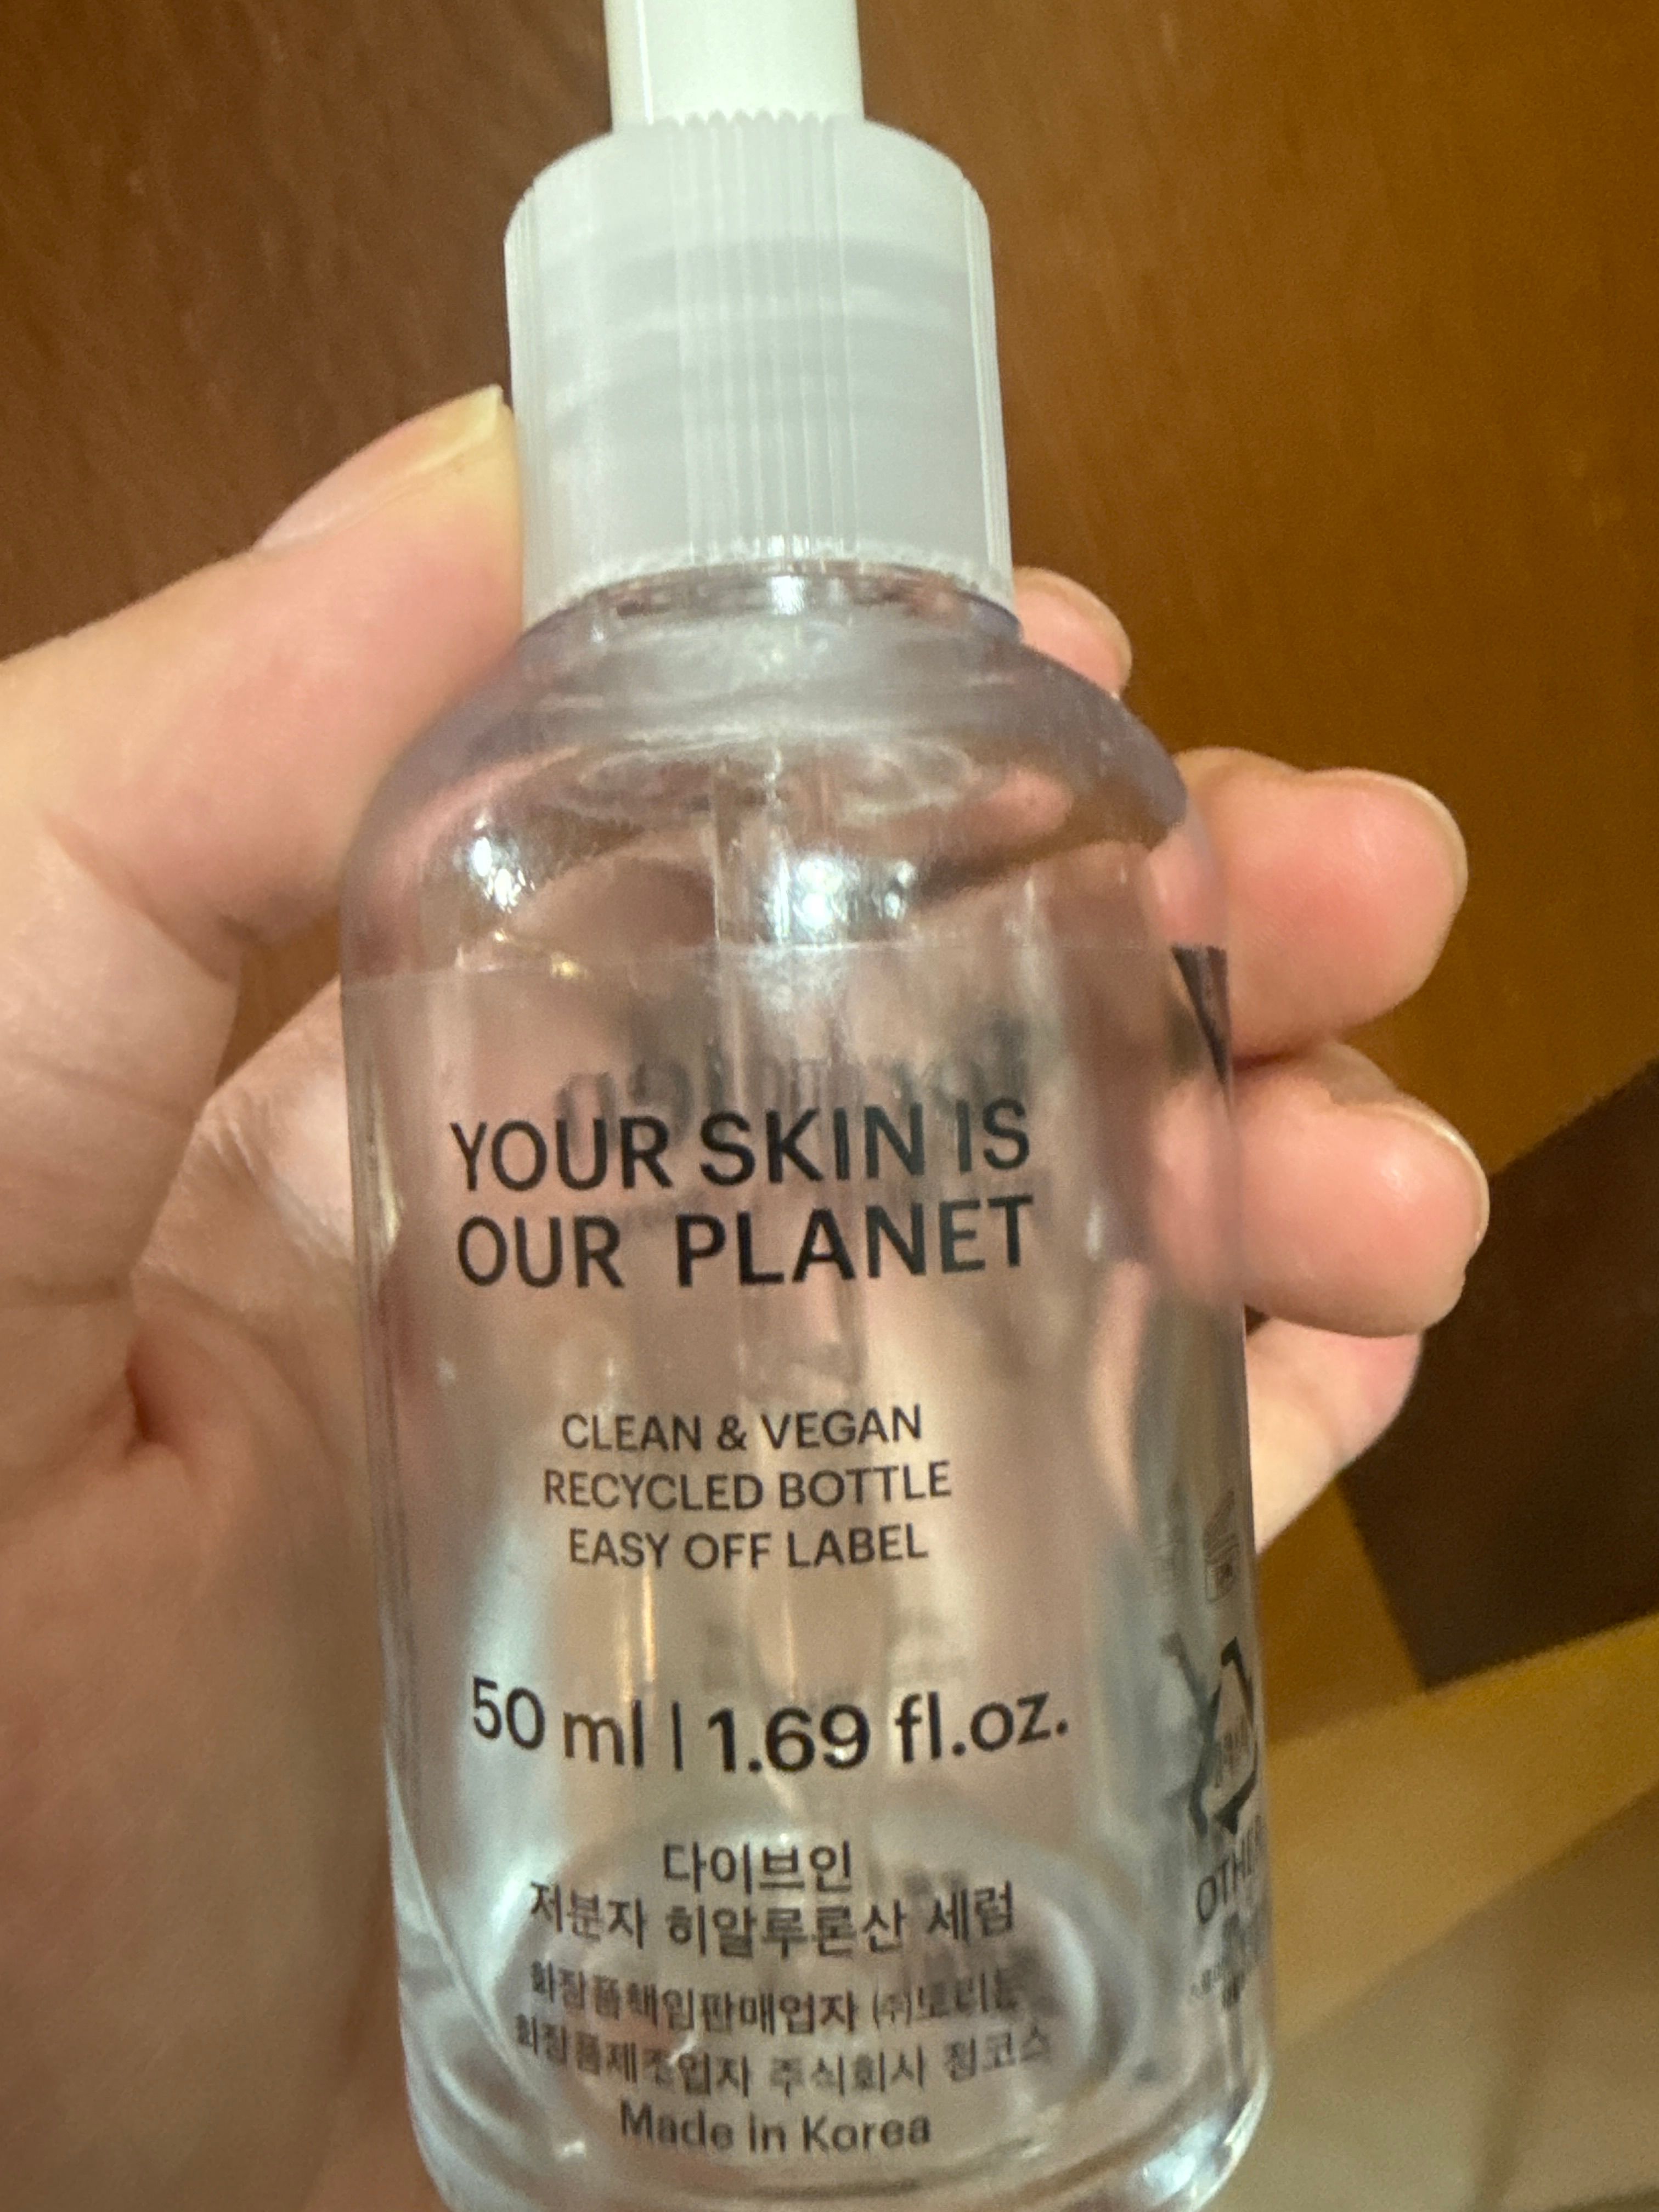 YOUR SKIN IS
OUR PLANET
CLEAN & VEGAN
RECYCLED BOTTLE
EASY OFF LABEL
50 ml | 1.69 fl.oz.
다이브인
저분자 히알루론산 세럼
화장품책임판매업자 ㈜토리든
화장품제조업자 주식회사 정코스
Made in Korea
OTHER